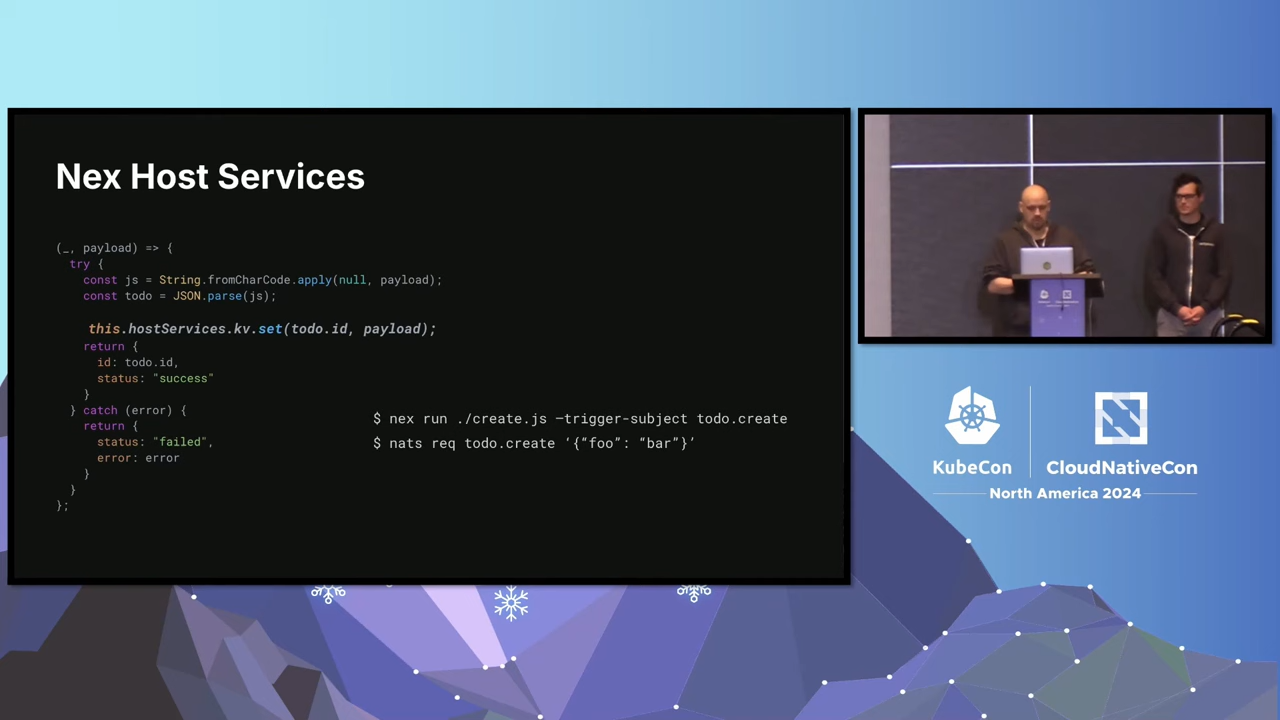 Nex Host Services
(_, payload) => {
try {
const js = String.fromCharCode.apply(null, payload);
const todo = JSON.parse(js);
this.hostServices.kv.set(todo.id, payload);
return {
id: todo.id,
status: "success"
}
} catch (error) {
return {
status: "failed",
error: error
}
}
};
$ nex run ./create.js –trigger-subject todo.create
$ nats req todo.create ‘{“foo”: “bar”}’
KubeCon
CloudNativeCon
North America 2024